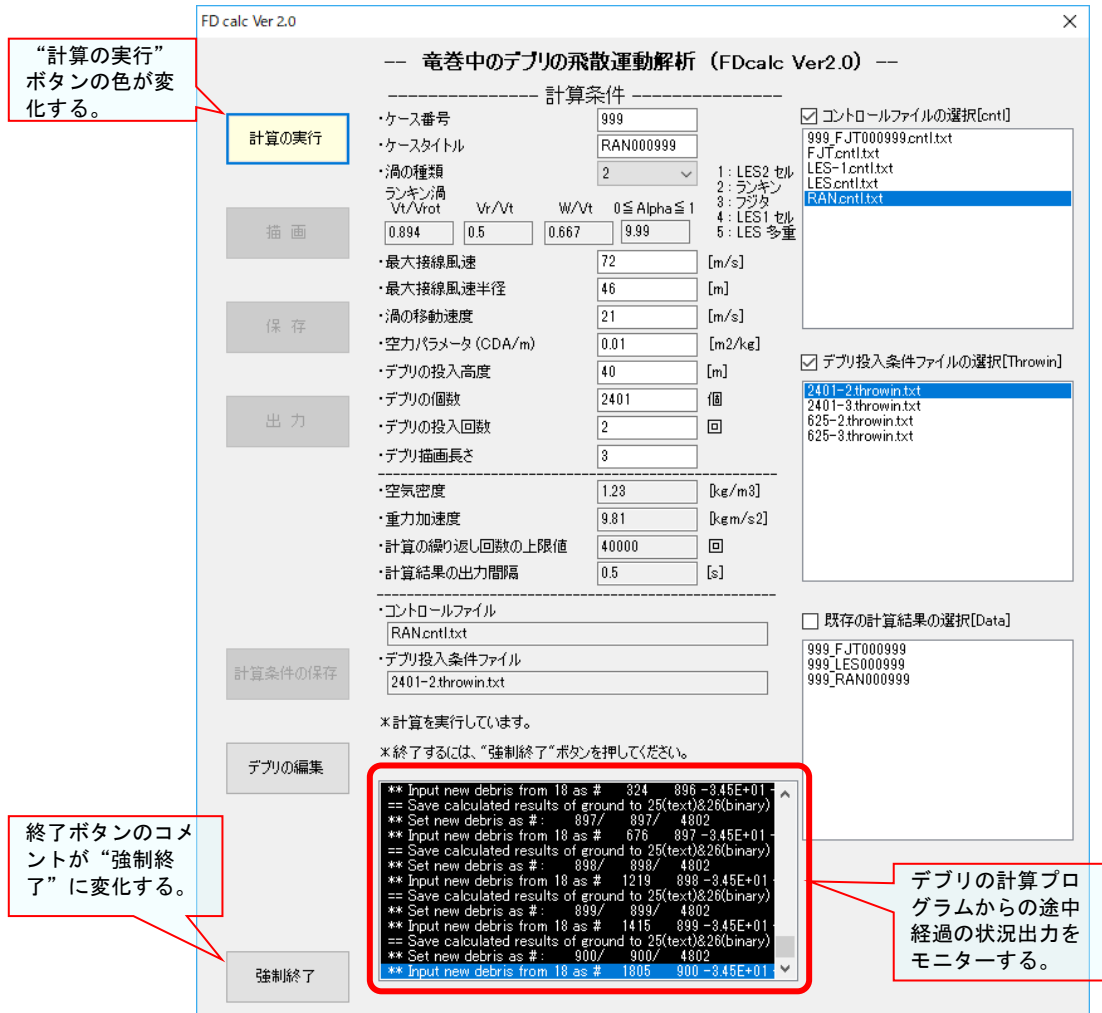 FD calc Ver 2.0
“計算の実行”
ボタンの色が変
化する。
-- 竜巻中のデブリの飛散運動解析 (FDcalc Ver2.0) --
--------------- 計算条件 ---------------
計算の実行
描 画
保 存
出 力
計算条件の保存
デブリの編集
強制終了
・ケース番号 999
・ケースタイトル RAN000999
・渦の種類 2
1:LES2 セル
2:ランキン
3:フジタ
4:LES1 セル
5:LES 多重
ランキン渦
Vt/Vrot Vr/Vt W/Vt 0≦Alpha≦1
0.894 0.5 0.667 9.99
・最大接線風速 72 [m/s]
・最大接線風速半径 46 [m]
・渦の移動速度 21 [m/s]
・空力パラメータ(CDA/m) 0.01 [m2/kg]
・デブリの投入高度 40 [m]
・デブリの個数 2401 個
・デブリの投入回数 2 回
・デブリ描画長さ 3
・空気密度 1.23 [kg/m3]
・重力加速度 9.81 [kgm/s2]
・計算の繰り返し回数の上限値 40000 回
・計算結果の出力間隔 0.5 [s]
・コントロールファイル
RAN.cntl.txt
・デブリ投入条件ファイル
2401-2.throwin.txt
*計算を実行しています。
*終了するには、“強制終了“ボタンを押してください。
** Input new debris from 18 as # 324 896 -3.45E+01 -
== Save calculated results of ground to 25(text)&26(binary)
** Set new debris as #: 897/ 897/ 4802
** Input new debris from 18 as # 676 897 -3.45E+01 -
== Save calculated results of ground to 25(text)&26(binary)
** Set new debris as #: 898/ 898/ 4802
** Input new debris from 18 as # 1219 898 -3.45E+01 -
== Save calculated results of ground to 25(text)&26(binary)
** Set new debris as #: 899/ 899/ 4802
** Input new debris from 18 as # 1415 899 -3.45E+01 -
== Save calculated results of ground to 25(text)&26(binary)
** Set new debris as #: 900/ 900/ 4802
** Input new debris from 18 as # 1805 900 -3.45E+01 -
コントロールファイルの選択[cntl]
999_FJT000999.cntl.txt
FJT.cntl.txt
LES-1.cntl.txt
LES.cntl.txt
RAN.cntl.txt
デブリ投入条件ファイルの選択[Throwin]
2401-2.throwin.txt
2401-3.throwin.txt
625-2.throwin.txt
625-3.throwin.txt
既存の計算結果の選択[Data]
999_FJT000999
999_LES000999
999_RAN000999
終了ボタンのコメ
ントが“強制終
了”に変化する。
デブリの計算プロ
グラムからの途中
経過の状況出力を
モニターする。